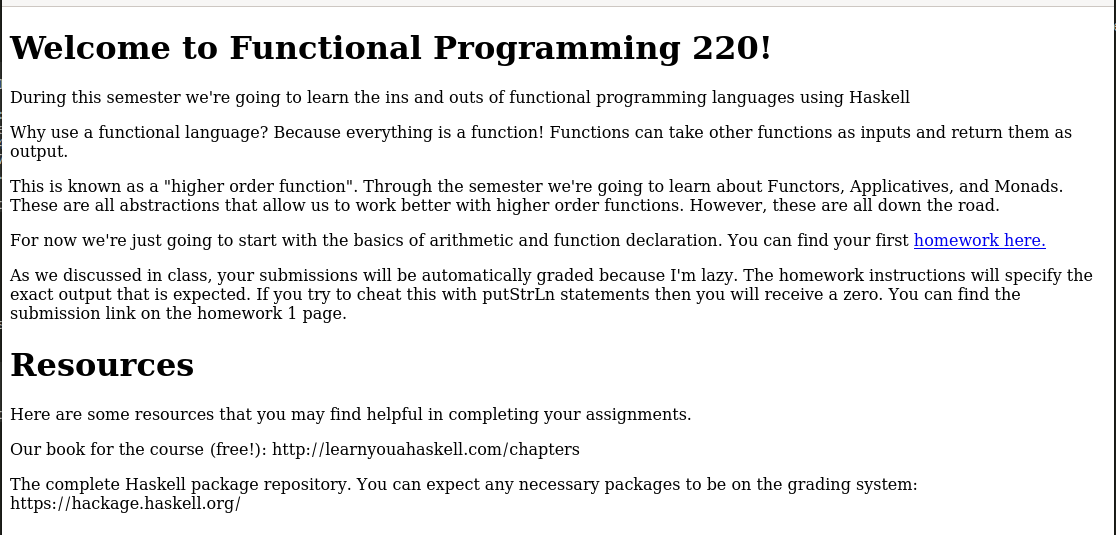 Welcome to Functional Programming 220!
During this semester we're going to learn the ins and outs of functional programming languages using Haskell
Why use a functional language? Because everything is a function! Functions can take other functions as inputs and return them as
output.
This is known as a "higher order function". Through the semester we're going to learn about Functors, Applicatives, and Monads.
These are all abstractions that allow us to work better with higher order functions. However, these are all down the road.
For now we're just going to start with the basics of arithmetic and function declaration. You can find your first homework here.
As we discussed in class, your submissions will be automatically graded because I'm lazy. The homework instructions will specify the
exact output that is expected. If you try to cheat this with putStrLn statements then you will receive a zero. You can find the
submission link on the homework 1 page.
Resources
Here are some resources that you may find helpful in completing your assignments.
Our book for the course (free!): http://learnyouahaskell.com/chapters
The complete Haskell package repository. You can expect any necessary packages to be on the grading system:
https://hackage.haskell.org/